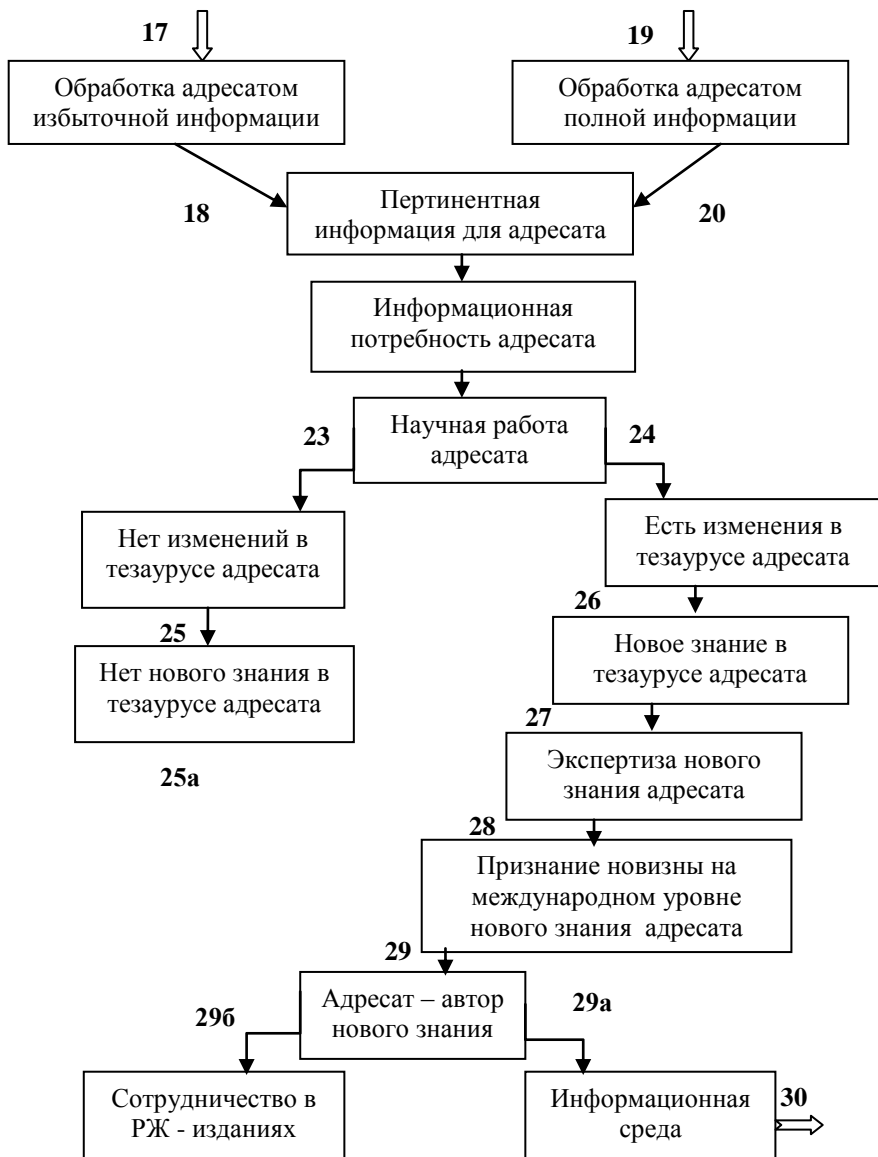 17
19
Обработка адресатом
избыточной информации
Обработка адресатом
полной информации
18
Пертинентная
информация для адресата
20
Информационная
потребность адресата
23
Научная работа
адресата
24
Нет изменений в
тезаурусе адресата
Есть изменения в
тезаурусе адресата
25
26
Нет нового знания в
тезаурусе адресата
Новое знание в
тезаурусе адресата
27
25а
Экспертиза нового
знания адресата
28
Признание новизны на
международном уровне
нового знания адресата
29
29б
Адресат – автор
нового знания
29а
Сотрудничество в
РЖ - изданиях
Информационная
среда
30